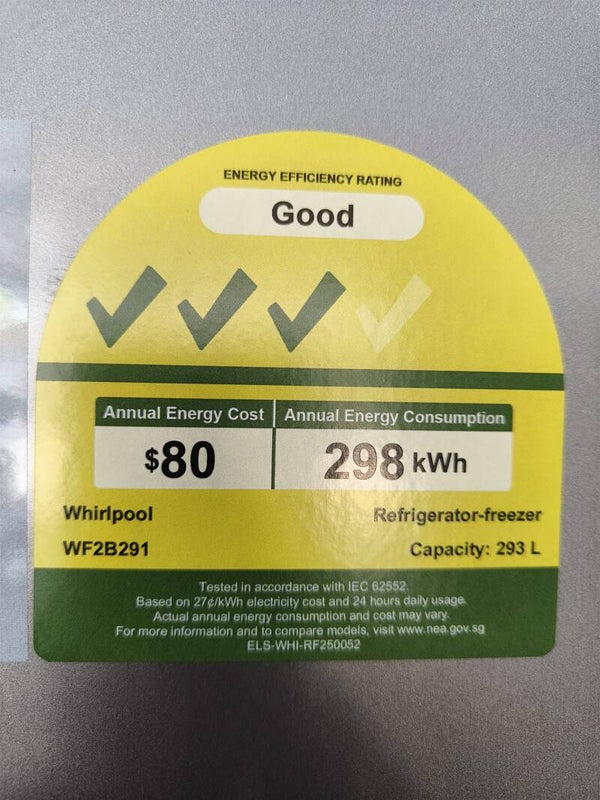 ENERGY EFFICIENCY RATING
Good
Annual Energy Cost
Annual Energy Consumption
$80
298 kWh
Whirlpool
Refrigerator-freezer
WF2B291
Capacity: 293 L
Tested in accordance with IEC 62552.
Based on 27¢/kWh electricity cost and 24 hours daily usage.
Actual annual energy consumption and cost may vary.
For more information and to compare models, visit www.nea.gov.sg
ELS-WHI-RF250052